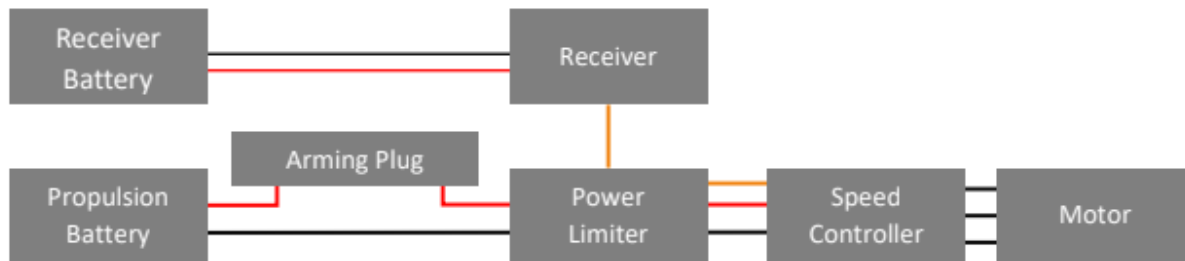 Receiver
Battery
Receiver
Arming Plug
Propulsion
Battery
Power
Limiter
Speed
Controller
Motor